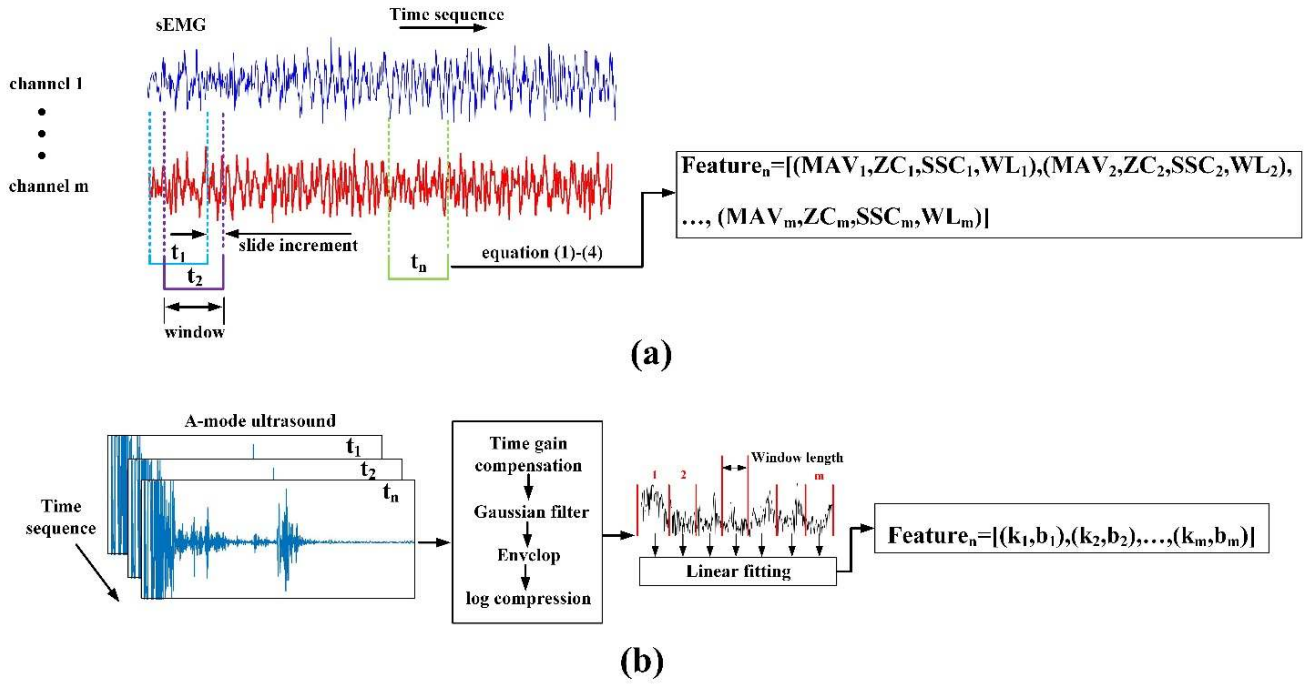 sEMG
Time sequence
channel 1
channel m
t₁
slide increment
t₂
window
tₙ
equation (1)-(4)
Featureₙ=[(MAV₁,ZC₁,SSC₁,WL₁),(MAV₂,ZC₂,SSC₂,WL₂),
…, (MAVₘ,ZCₘ,SSCₘ,WLₘ)]
(a)
A-mode ultrasound
t₁
t₂
tₙ
Time
sequence
Time gain
compensation
Gaussian filter
Envclop
log compression
1 2 m
Window length
Linear fitting
Featureₙ=[(k₁,b₁),(k₂,b₂),…,(kₘ,bₘ)]
(b)